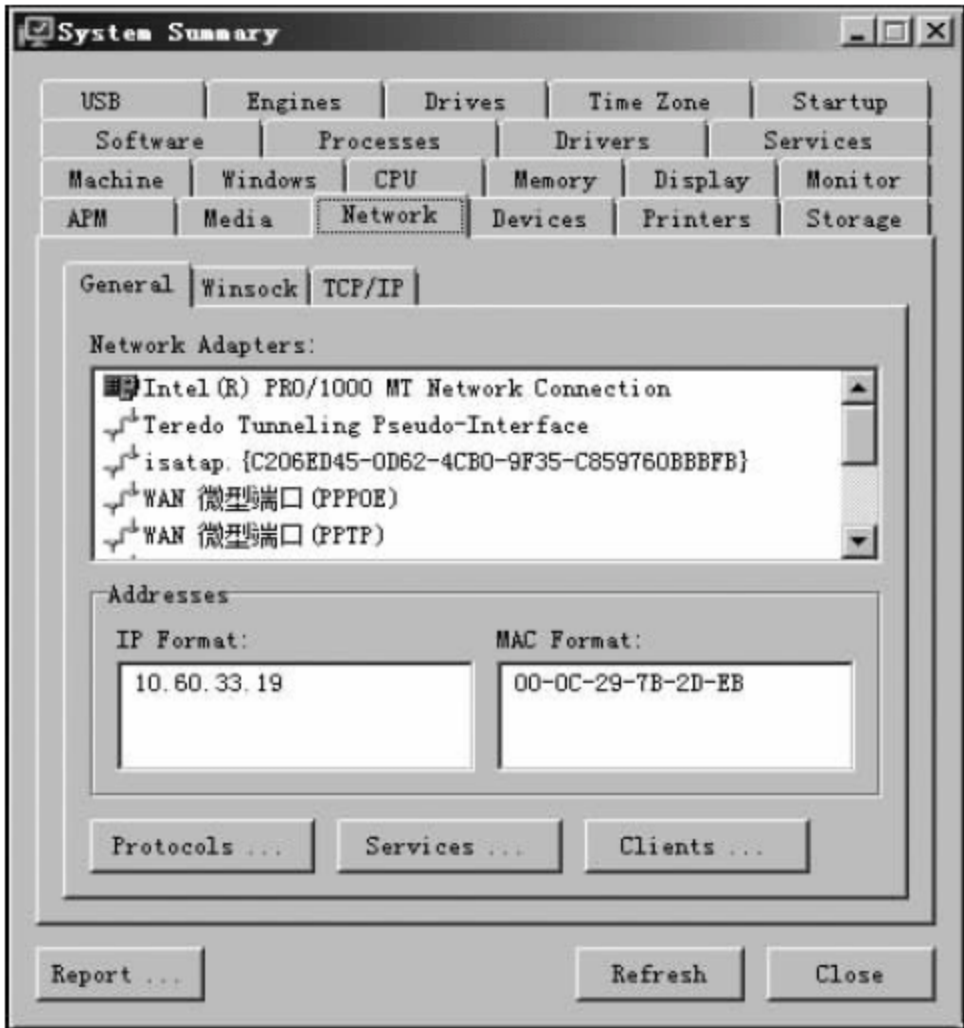 System Summary
USB Engines Drives Time Zone Startup
Software Processes Drivers Services
Machine Windows CPU Memory Display Monitor
APM Media Network Devices Printers Storage
General Winsock TCP/IP
Network Adapters:
Intel(R) PRO/1000 MT Network Connection
Teredo Tunneling Pseudo-Interface
isatap.{C206ED45-0D62-4CB0-9F35-C859760BBBFB}
WAN 微型端口(PPPOE)
WAN 微型端口(PPTP)
Addresses
IP Format: MAC Format:
10.60.33.19 00-0C-29-7B-2D-EB
Protocols ... Services ... Clients ...
Report ... Refresh Close